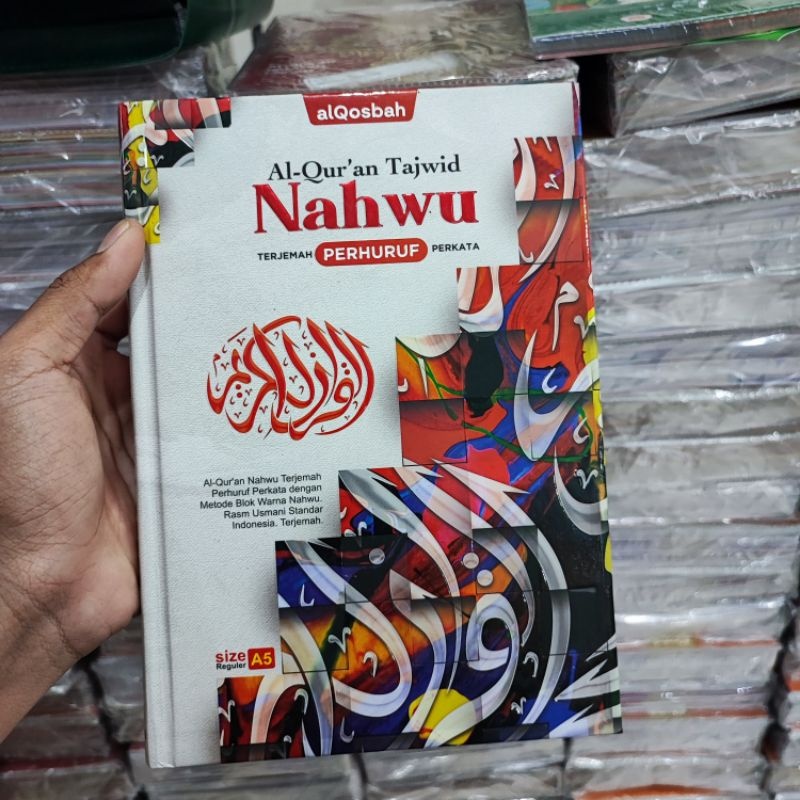 alQosbah
Al-Qur'an Tajwid
Nahwu
TERJEMAH PERHURUF PERKATA
القرآن الكريم
Al-Qur'an Nahwu Terjemah
Perhuruf Perkata dengan
Metode Blok Warna Nahwu.
Rasm Usmani Standar
Indonesia. Terjemah.
size
Reguler A5